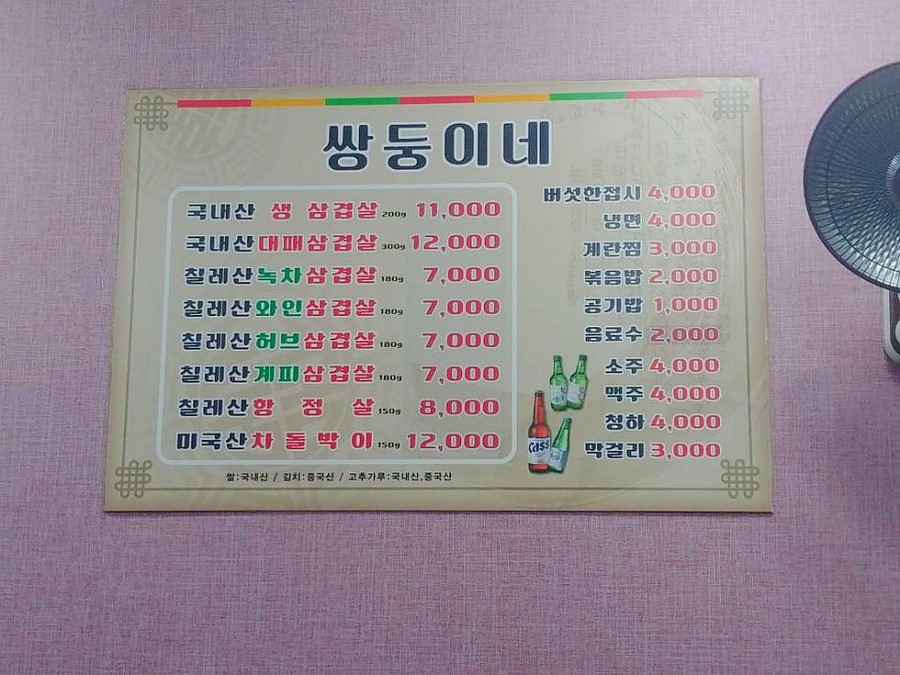 쌍둥이네
국내산 생 삼겹살 200g 11,000
국내산 대패삼겹살 300g 12,000
칠레산 녹차삼겹살 180g 7,000
칠레산 와인삼겹살 180g 7,000
칠레산 허브삼겹살 180g 7,000
칠레산 계피삼겹살 180g 7,000
칠레산 항 정 살 150g 8,000
미국산 차 돌 박 이 150g 12,000
쌀:국내산 / 김치:중국산 / 고추가루:국내산,중국산
버섯한접시 4,000
냉면 4,000
계란찜 3,000
볶음밥 2,000
공기밥 1,000
음료수 2,000
소주 4,000
맥주 4,000
청하 4,000
막걸리 3,000
Cass